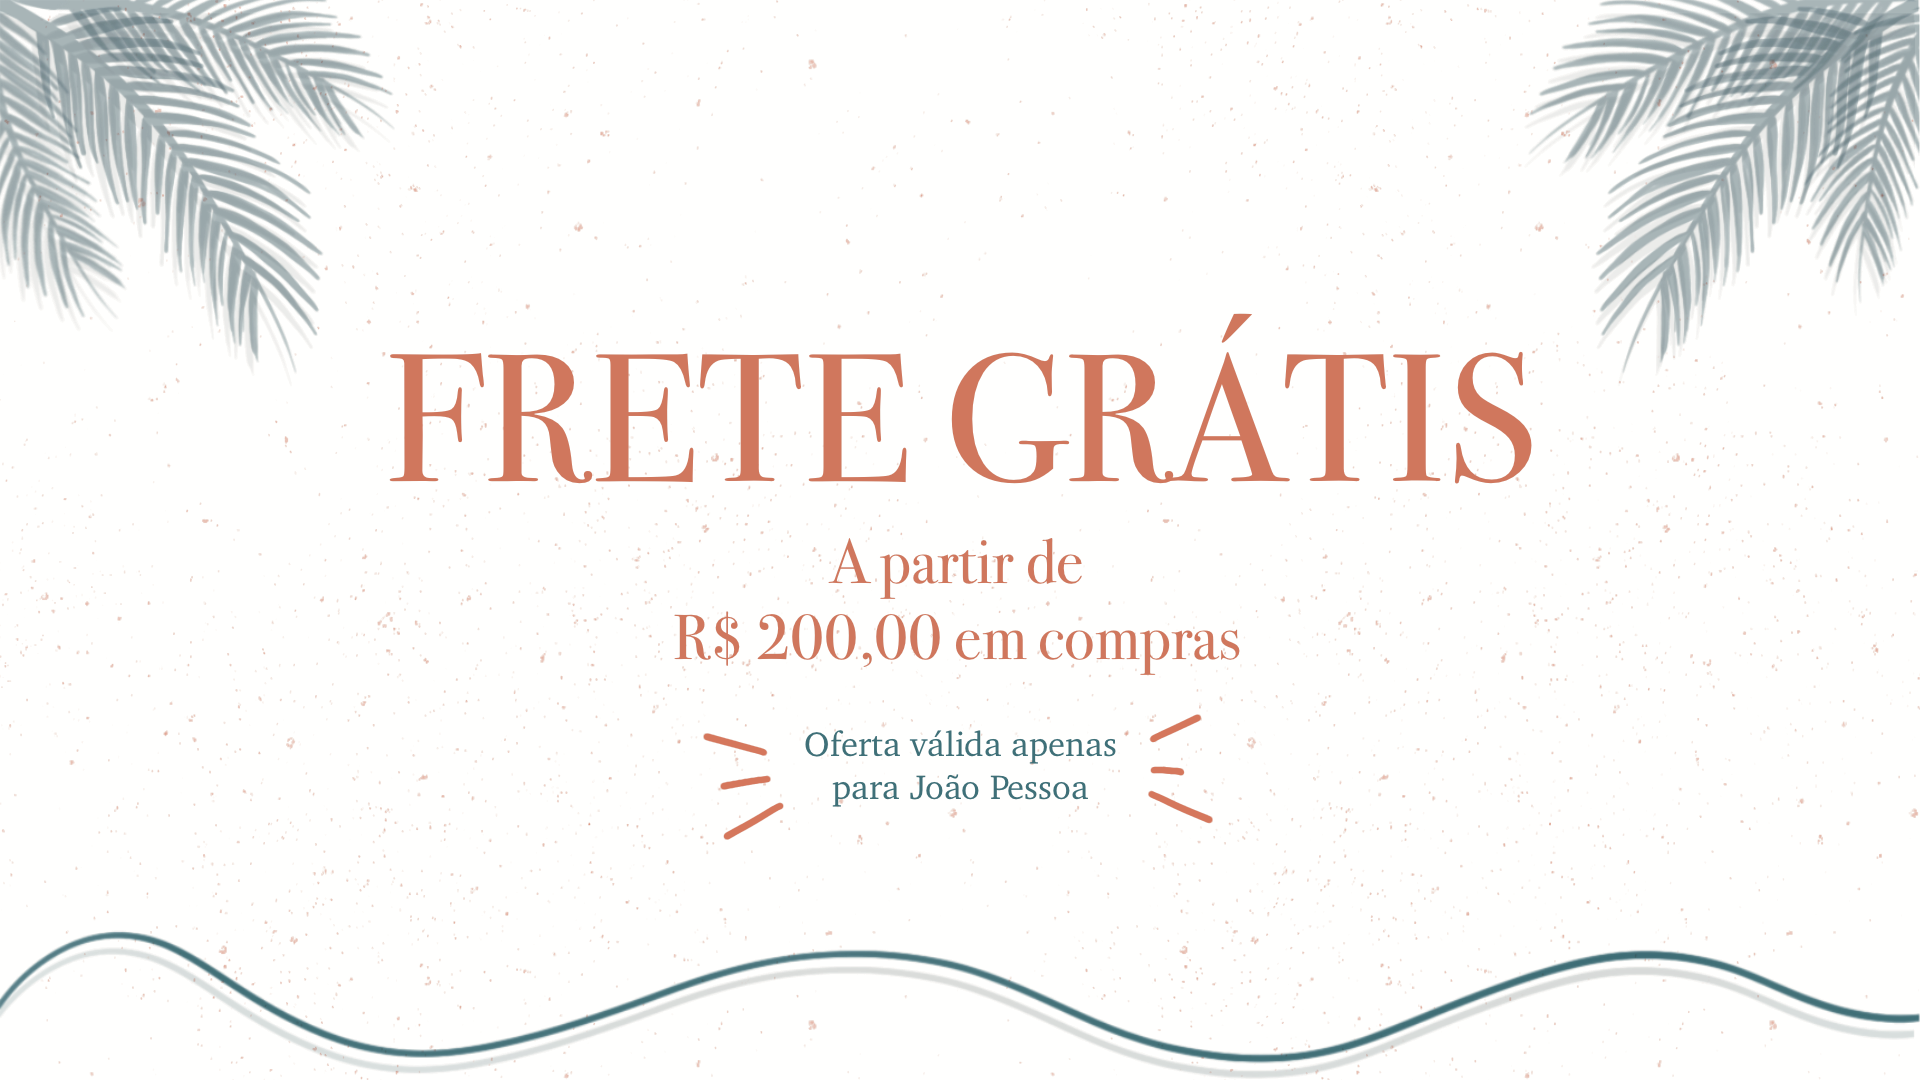 FRETE GRÁTIS
A partir de
R$ 200,00 em compras
Oferta válida apenas
para João Pessoa